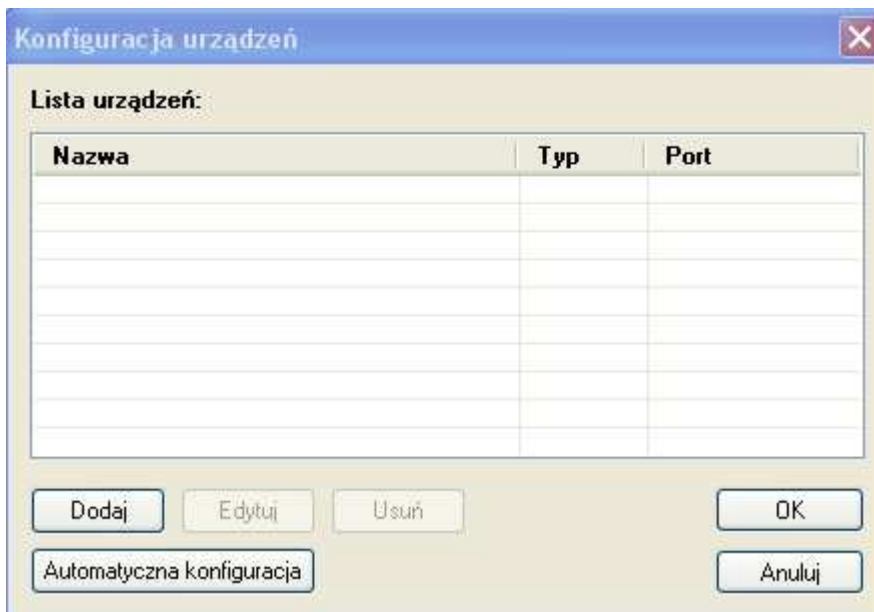 Konfiguracja urządzeń
Lista urządzeń:
Nazwa Typ Port
Dodaj Edytuj Usuń OK
Automatyczna konfiguracja Anuluj